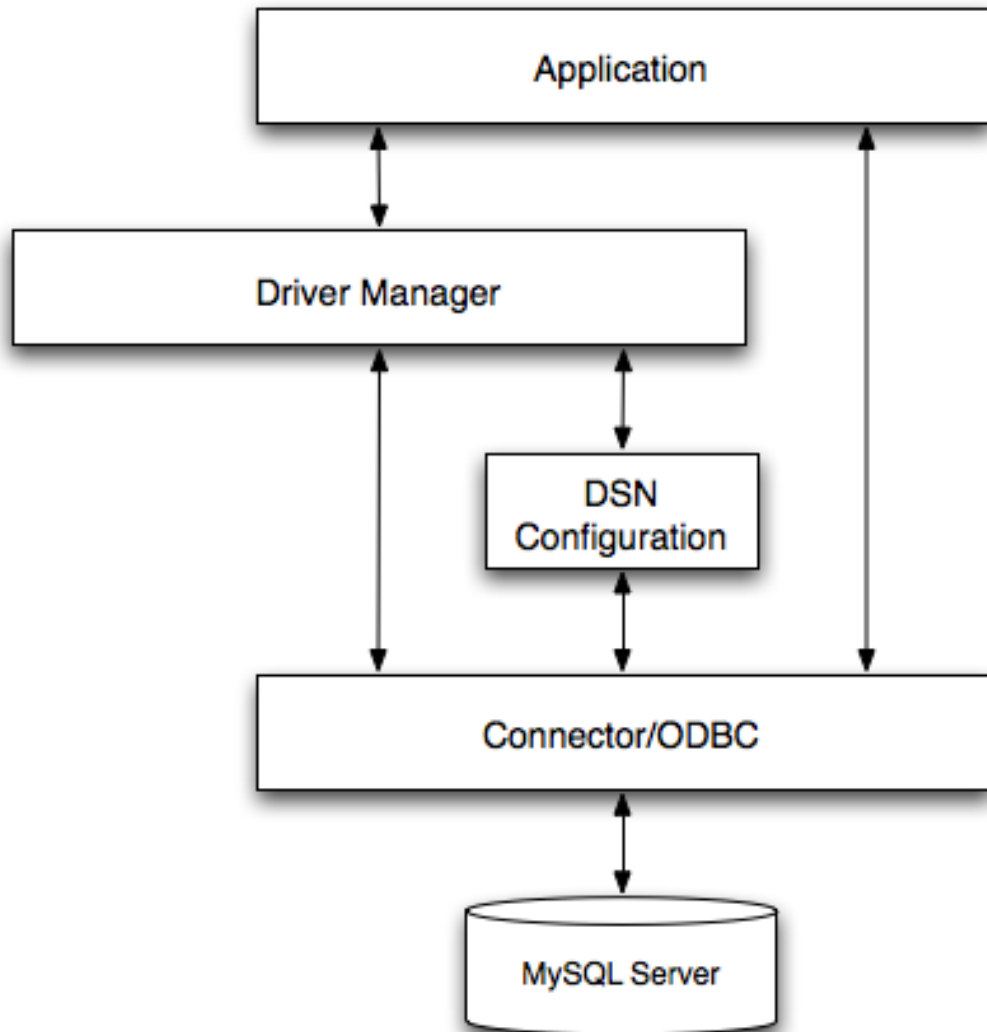 Application
Driver Manager
DSN
Configuration
Connector/ODBC
MySQL Server